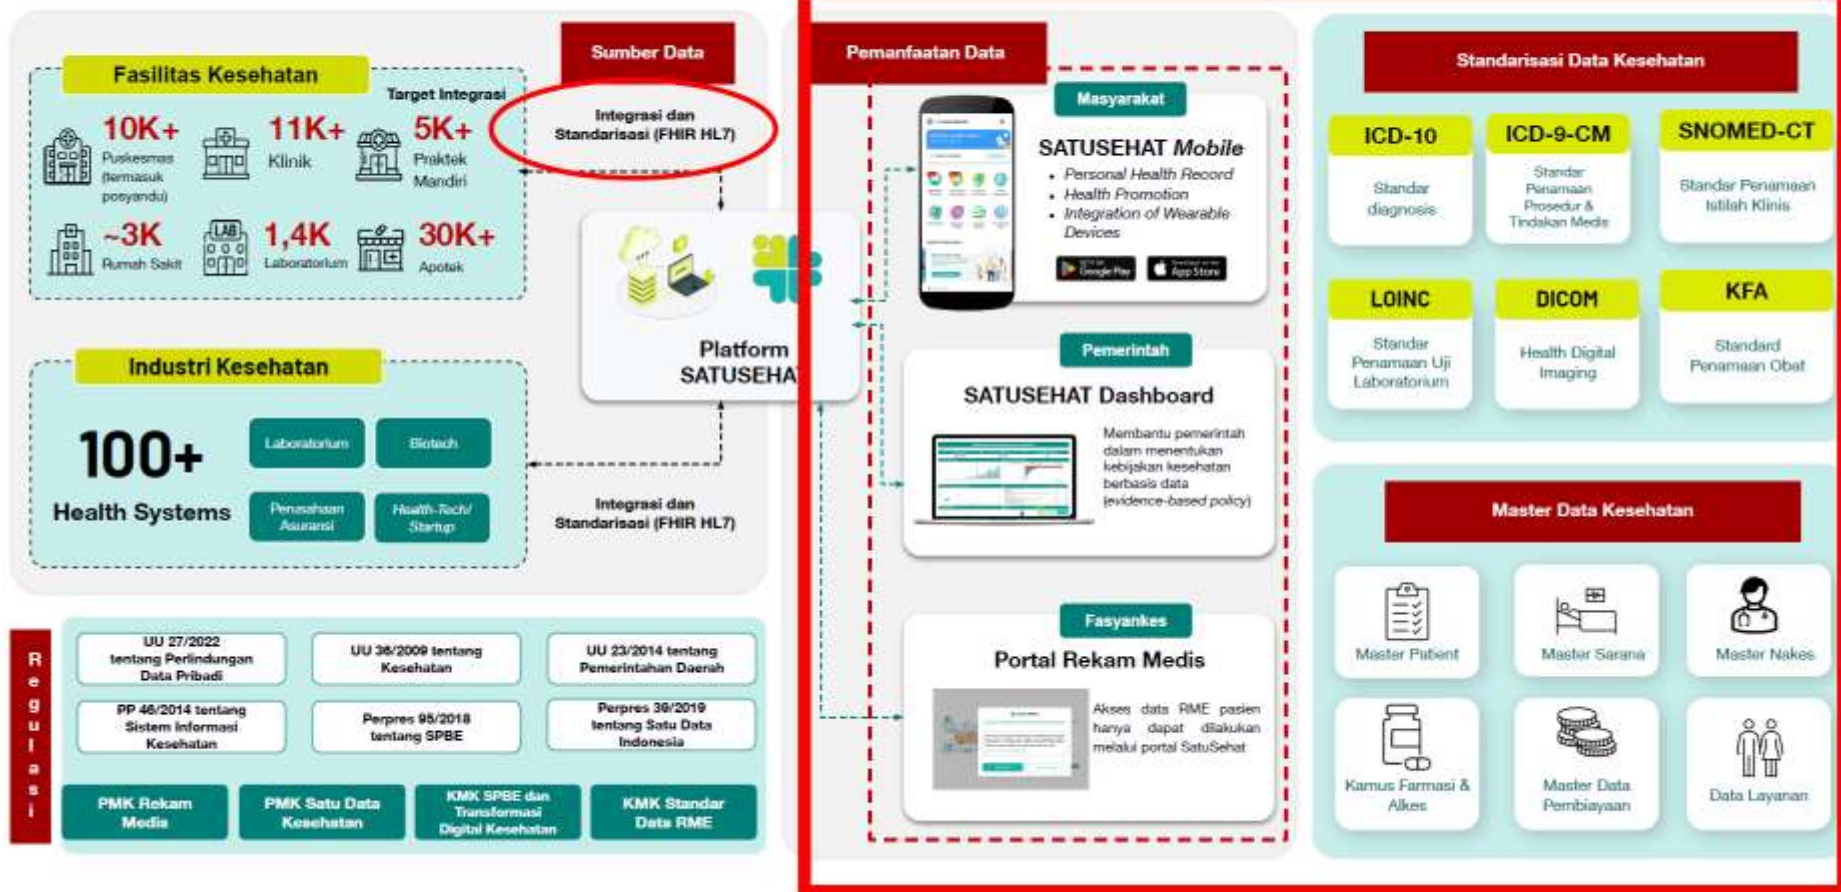 Sumber Data
Fasilitas Kesehatan
Target Integrasi
10K+
Puskesmas
(termasuk
posyandu)
11K+
Klinik
5K+
Praktek
Mandiri
~3K
Rumah Sakit
LAB
1,4K
Laboratorium
30K+
Apotek
Integrasi dan
Standarisasi (FHIR HL7)
Platform
SATUSEHA
Industri Kesehatan
100+
Health Systems
Laboratorium
Biotech
Perusahaan
Asuransi
Health-Tech/
Startup
Integrasi dan
Standarisasi (FHIR HL7)
Regulasi
UU 27/2022
tentang Perlindungan
Data Pribadi
UU 36/2009 tentang
Kesehatan
UU 23/2014 tentang
Pemerintahan Daerah
PP 46/2014 tentang
Sistem Informasi
Kesehatan
Perpres 95/2018
tentang SPBE
Perpres 39/2019
tentang Satu Data
Indonesia
PMK Rekam
Media
PMK Satu Data
Kesehatan
KMK SPBE dan
Transformasi
Digital Kesehatan
KMK Standar
Data RME
Pemanfaatan Data
Masyarakat
SATUSEHAT Mobile
• Personal Health Record
• Health Promotion
• Integration of Wearable
Devices
Google Play
App Store
Pemerintah
SATUSEHAT Dashboard
Membantu pemerintah
dalam menentukan
kebijakan kesehatan
berbasis data
(evidence-based policy)
Fasyankes
Portal Rekam Medis
Akses data RME pasien
hanya dapat dilakukan
melalui portal SatuSehat
Standarisasi Data Kesehatan
ICD-10
Standar
diagnosis
ICD-9-CM
Standar
Penamaan
Prosedur &
Tindakan Medis
SNOMED-CT
Standar Penamaan
Istilah Klinis
LOINC
Standar
Penamaan Uji
Laboratorium
DICOM
Health Digital
Imaging
KFA
Standard
Penamaan Obat
Master Data Kesehatan
Master Patient
Master Sarana
Master Nakes
Kamus Farmasi &
Alkes
Master Data
Pembiayaan
Data Layanan